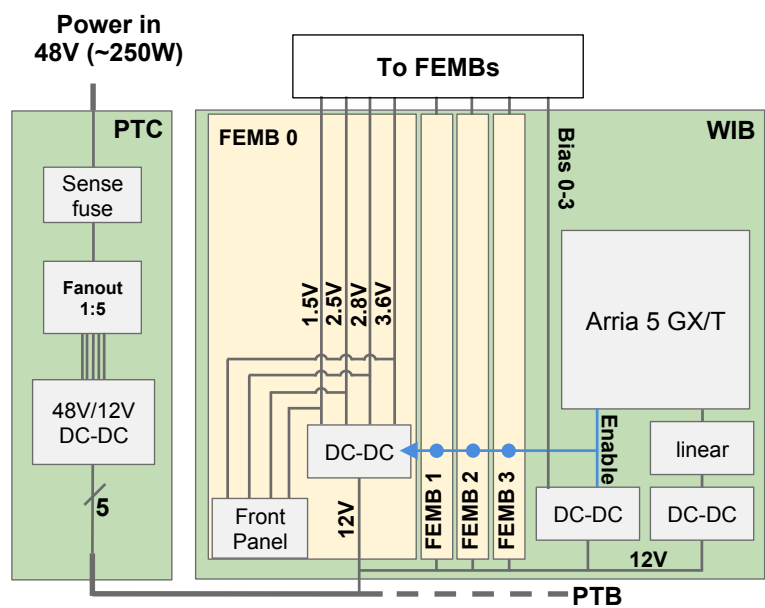 Power in
48V (~250W)
To FEMBs
PTC
Sense
fuse
Fanout
1:5
48V/12V
DC-DC
5
FEMB 0
WIB
Bias 0-3
1.5V
2.5V
2.8V
3.6V
Arria 5 GX/T
Enable
DC-DC
linear
FEMB 1
FEMB 2
FEMB 3
Front
Panel
12V
DC-DC
DC-DC
12V
PTB